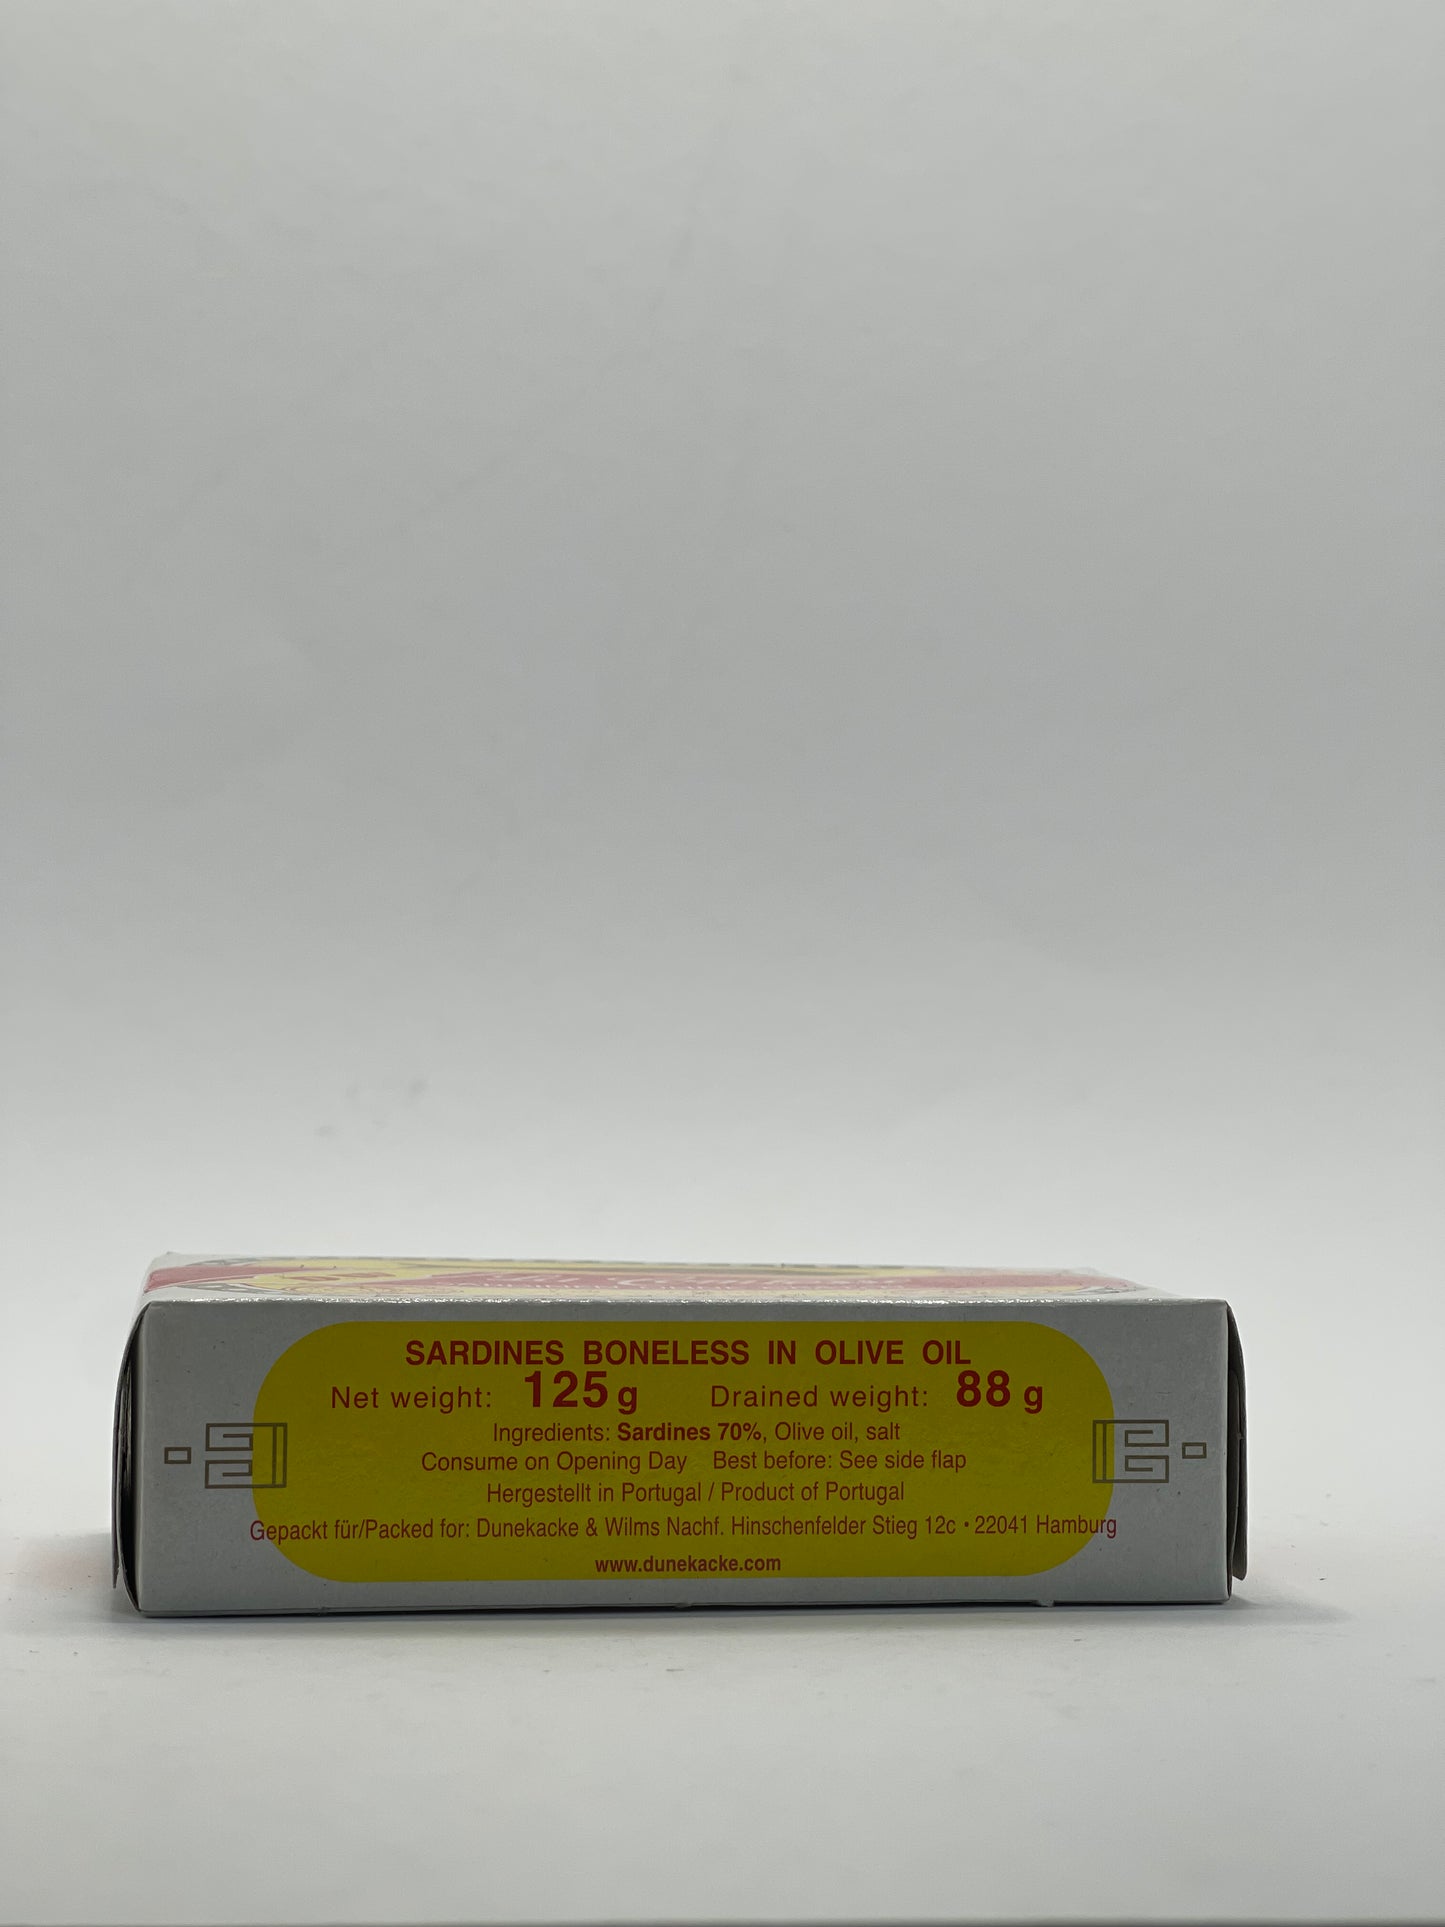 SARDINES BONELESS IN OLIVE OIL
Net weight: 125 g Drained weight: 88 g
Ingredients: Sardines 70%, Olive oil, salt
Consume on Opening Day Best before: See side flap
Hergestellt in Portugal / Product of Portugal
Gepackt für/Packed for: Dunekacke & Wilms Nachf. Hinschenfelder Stieg 12c • 22041 Hamburg
www.dunekacke.com